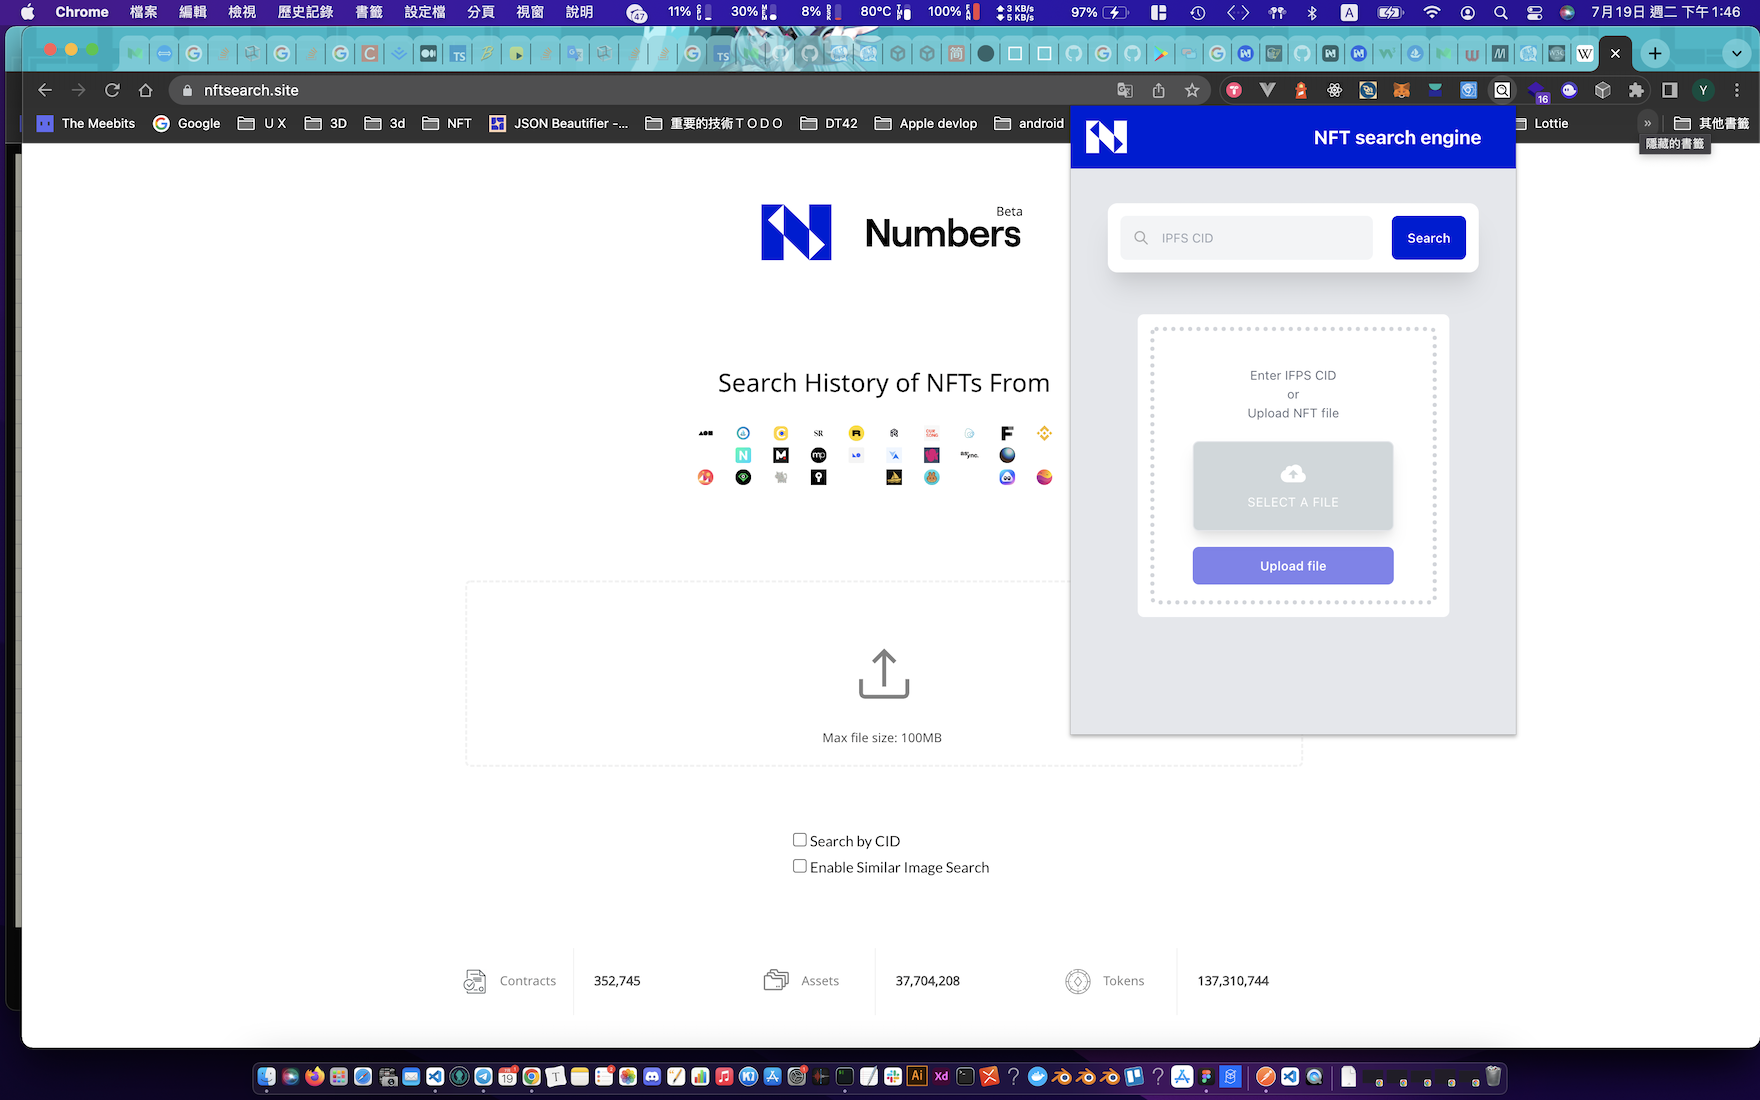 Chrome 檔案 編輯 檢視 歷史記錄 書籤 設定檔 分頁 視窗 說明 47 11% 30% 8% 80°C 100% 3 KB/s 5 KB/s 97% A 7月19日 週二 下午1:46
nftsearch.site
16
Y
The Meebits Google U X 3D 3d NFT JSON Beautifier -... 重要的技術 T O D O DT42 Apple devlop android Lottie » 其他書籤
隱藏的書籤
NFT search engine
IPFS CID
Search
Enter IFPS CID
or
Upload NFT file
SELECT A FILE
Upload file
Beta
Numbers
Search History of NFTs From
Max file size: 100MB
Search by CID
Enable Similar Image Search
Contracts 352,745 Assets 37,704,208 Tokens 137,310,744